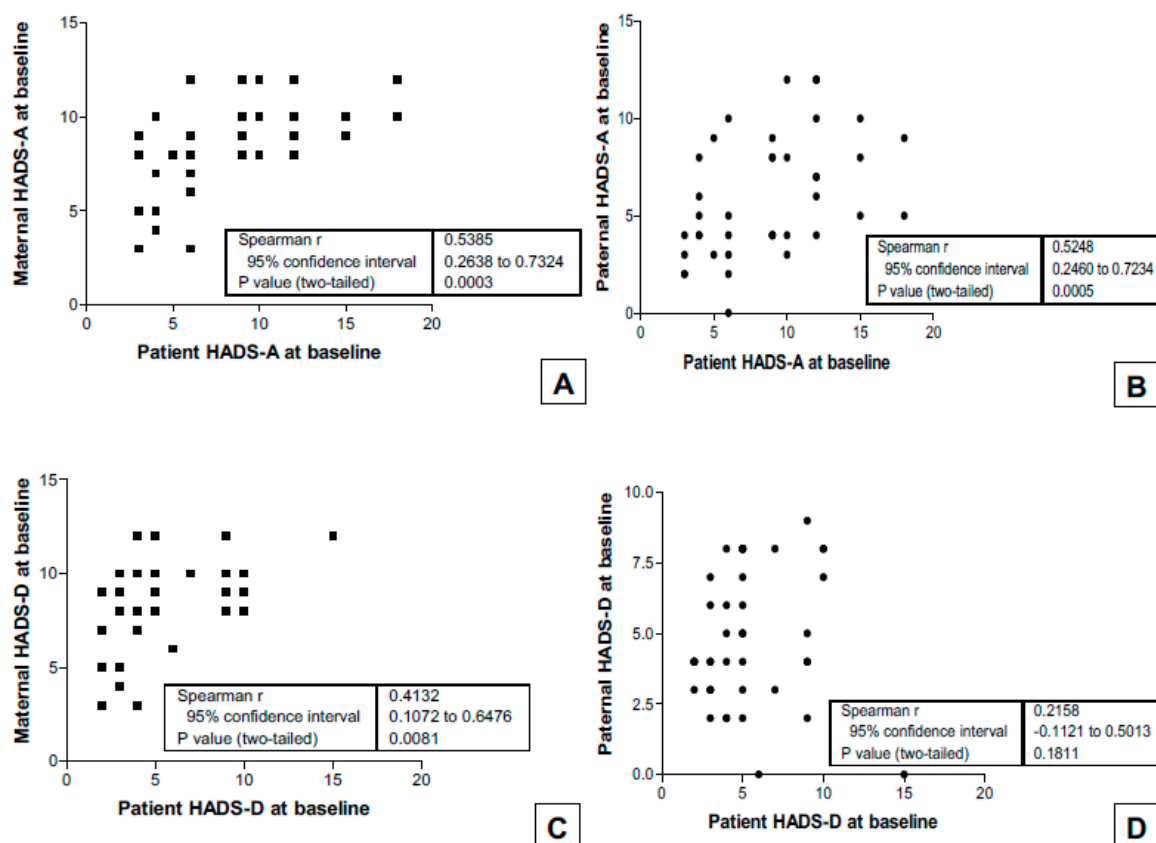 15
10
5
0
0 5 10 15 20
Maternal HADS-A at baseline
Patient HADS-A at baseline
Spearman r 0.5385
95% confidence interval 0.2638 to 0.7324
P value (two-tailed) 0.0003
A
15
10
5
0
0 5 10 15 20
Paternal HADS-A at baseline
Patient HADS-A at baseline
Spearman r 0.5248
95% confidence interval 0.2460 to 0.7234
P value (two-tailed) 0.0005
B
15
10
5
0
0 5 10 15 20
Maternal HADS-D at baseline
Patient HADS-D at baseline
Spearman r 0.4132
95% confidence interval 0.1072 to 0.6476
P value (two-tailed) 0.0081
C
10.0
7.5
5.0
2.5
0.0
0 5 10 15 20
Paternal HADS-D at baseline
Patient HADS-D at baseline
Spearman r 0.2158
95% confidence interval -0.1121 to 0.5013
P value (two-tailed) 0.1811
D